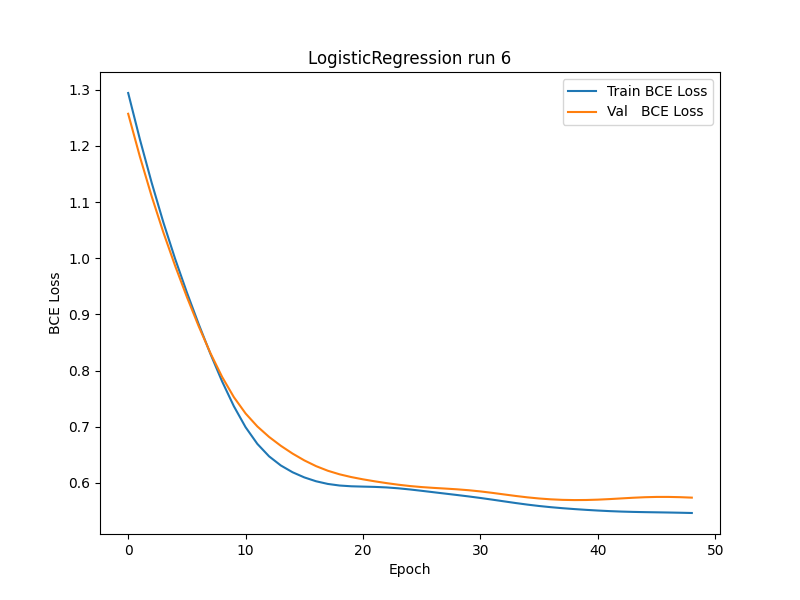 LogisticRegression run 6
Train BCE Loss
Val   BCE Loss
BCE Loss
1.3
1.2
1.1
1.0
0.9
0.8
0.7
0.6
0 10 20 30 40 50
Epoch